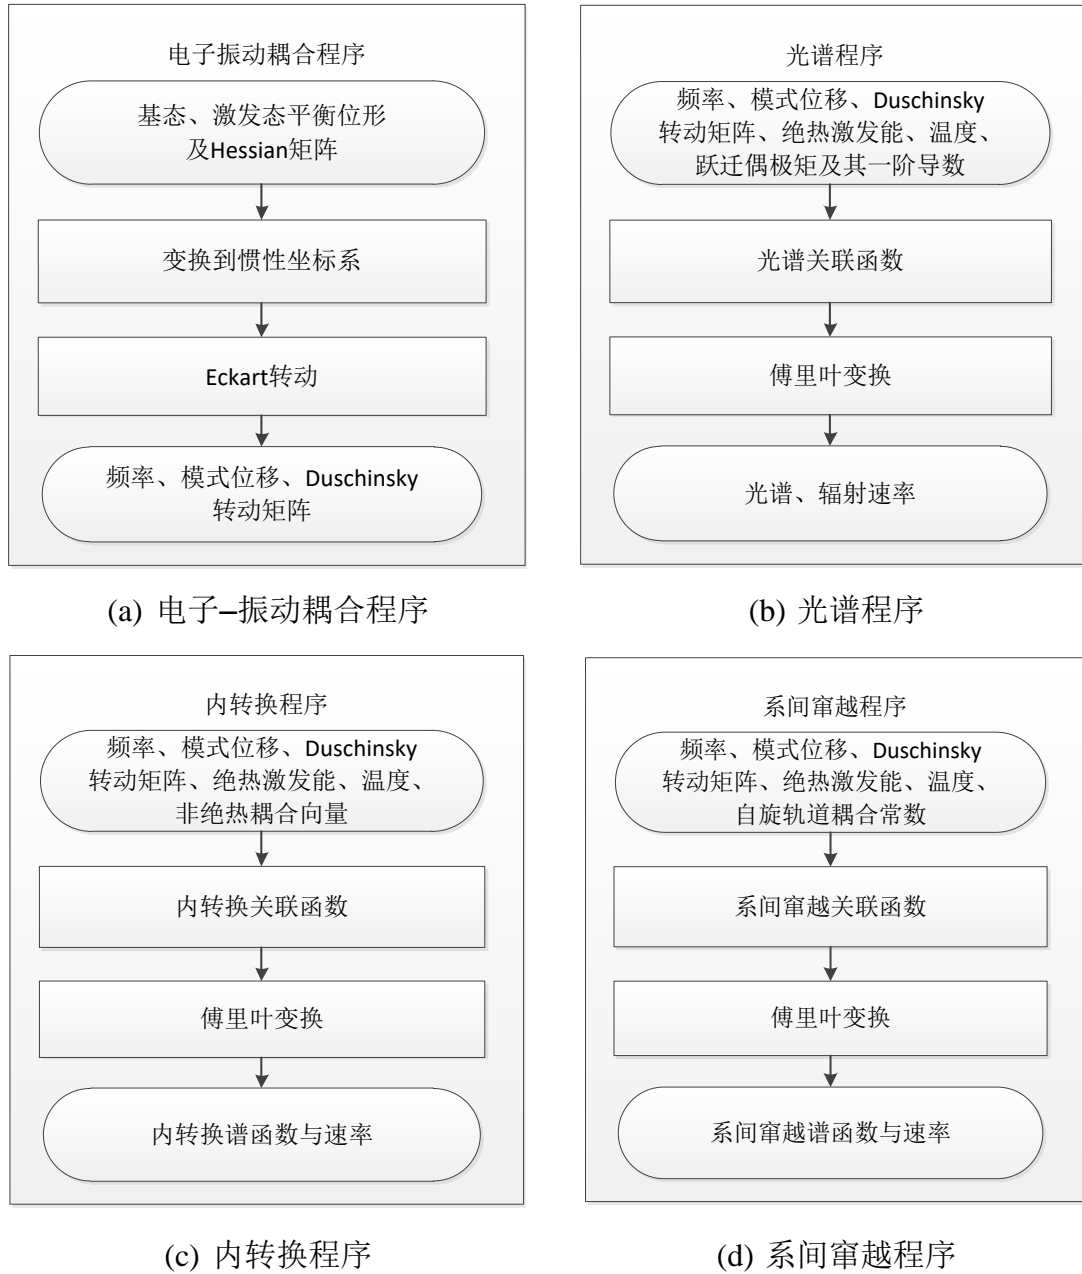 电子振动耦合程序
基态、激发态平衡位形
及Hessian矩阵
变换到惯性坐标系
Eckart转动
频率、模式位移、Duschinsky
转动矩阵
(a) 电子–振动耦合程序
光谱程序
频率、模式位移、Duschinsky
转动矩阵、绝热激发能、温度、
跃迁偶极矩及其一阶导数
光谱关联函数
傅里叶变换
光谱、辐射速率
(b) 光谱程序
内转换程序
频率、模式位移、Duschinsky
转动矩阵、绝热激发能、温度、
非绝热耦合向量
内转换关联函数
傅里叶变换
内转换谱函数与速率
(c) 内转换程序
系间窜越程序
频率、模式位移、Duschinsky
转动矩阵、绝热激发能、温度、
自旋轨道耦合常数
系间窜越关联函数
傅里叶变换
系间窜越谱函数与速率
(d) 系间窜越程序